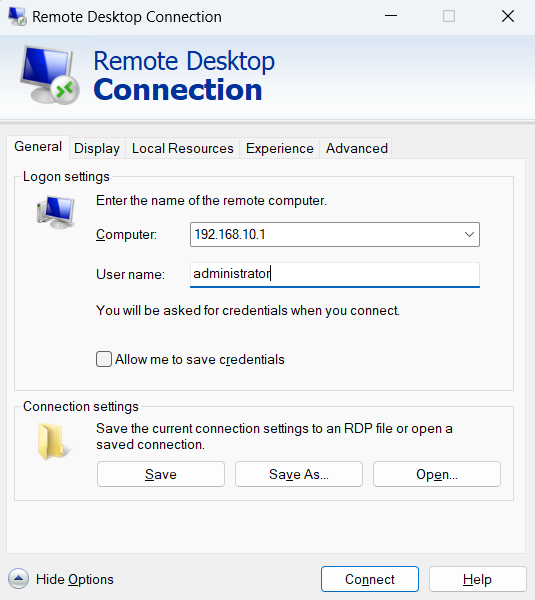 Remote Desktop Connection
Remote Desktop
Connection
General Display Local Resources Experience Advanced
Logon settings
Enter the name of the remote computer.
Computer: 192.168.10.1
User name: administrator
You will be asked for credentials when you connect.
Allow me to save credentials
Connection settings
Save the current connection settings to an RDP file or open a
saved connection.
Save Save As... Open...
Hide Options Connect Help